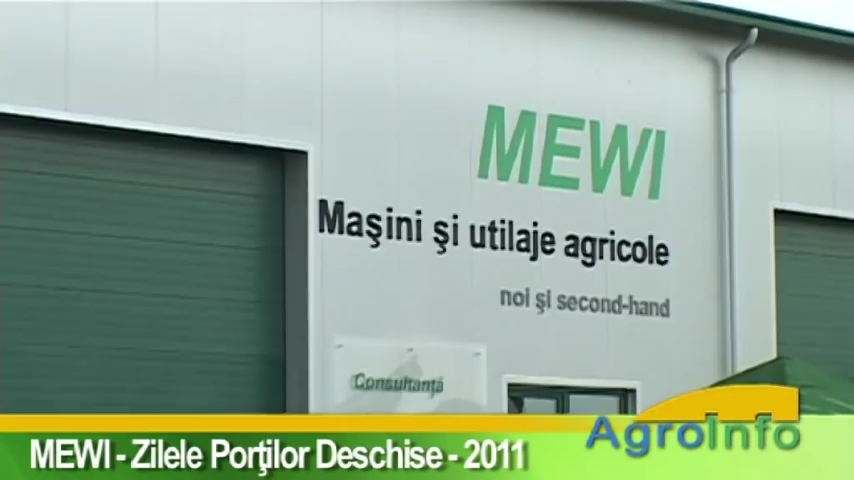 MEWI
Maşini şi utilaje agricole
noi şi second-hand
Consultanţă
AgroInfo
MEWI - Zilele Porţilor Deschise - 2011